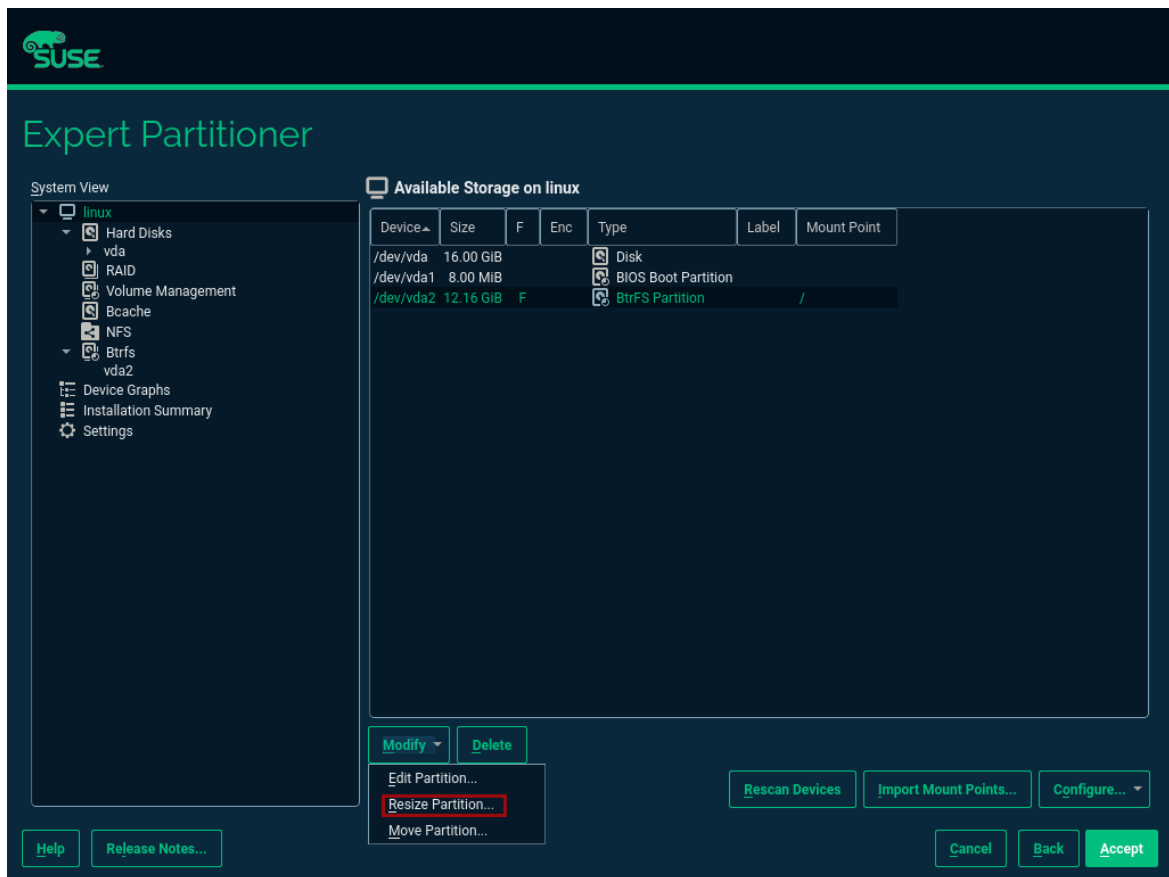 SUSE
Expert Partitioner
System View
linux
Hard Disks
vda
RAID
Volume Management
Bcache
NFS
Btrfs
vda2
Device Graphs
Installation Summary
Settings
Available Storage on linux
Device Size F Enc Type Label Mount Point
/dev/vda 16.00 GiB Disk
/dev/vda1 8.00 MiB BIOS Boot Partition
/dev/vda2 12.16 GiB F BtrFS Partition /
Modify Delete
Edit Partition...
Resize Partition...
Move Partition...
Rescan Devices Import Mount Points... Configure...
Help Release Notes... Cancel Back Accept